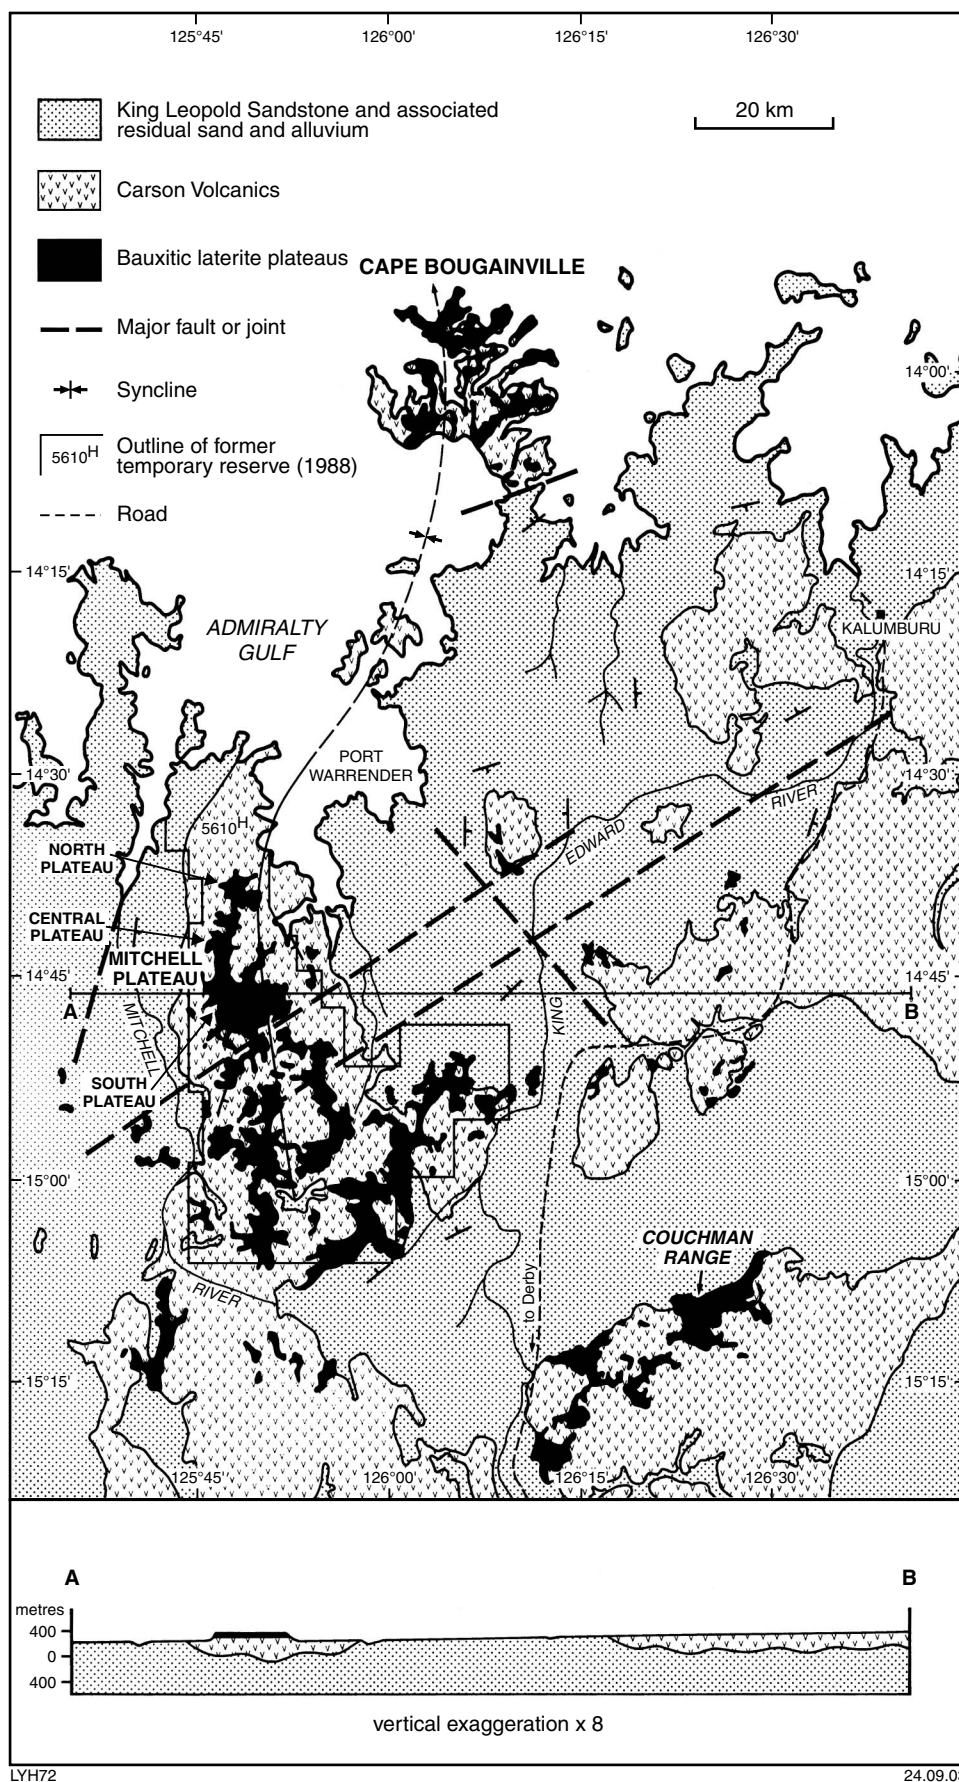 125°45'
126°00'
126°15'
126°30'
King Leopold Sandstone and associated
residual sand and alluvium
20 km
Carson Volcanics
Bauxitic laterite plateaus
CAPE BOUGAINVILLE
Major fault or joint
14°00'
Syncline
5610H
Outline of former
temporary reserve (1988)
Road
14°15'
14°15'
ADMIRALTY
GULF
KALUMBURU
PORT
WARRENDER
14°30'
14°30'
RIVER
5610H
EDWARD
NORTH
PLATEAU
CENTRAL
PLATEAU
MITCHELL
PLATEAU
14°45'
14°45'
A
B
MITCHELL
KING
SOUTH
PLATEAU
15°00'
15°00'
COUCHMAN
RANGE
RIVER
to Derby
15°15'
15°15'
125°45'
126°00'
126°15'
126°30'
A
B
metres
400
0
400
vertical exaggeration x 8
LYH72